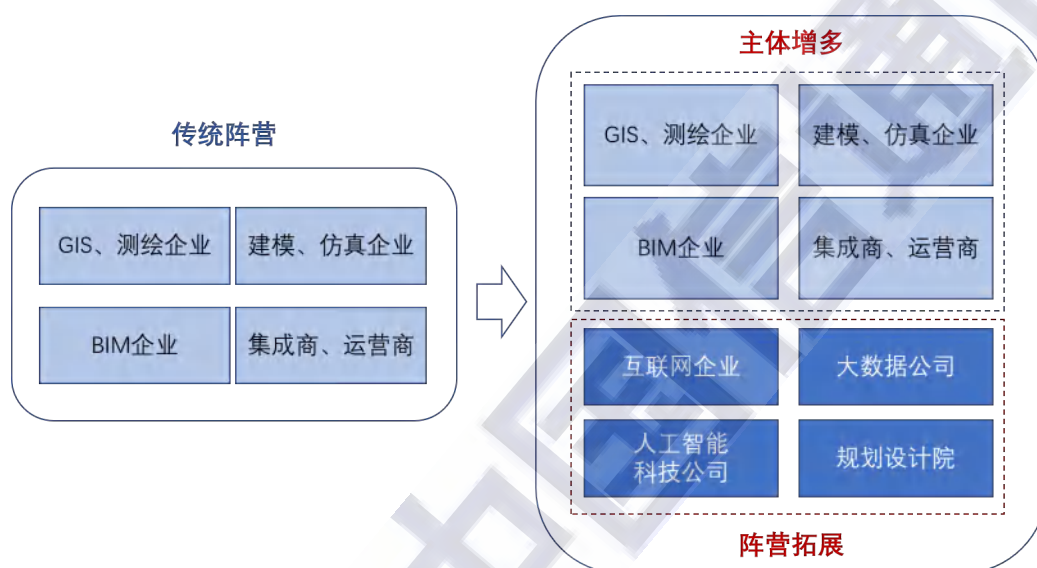 传统阵营
GIS、测绘企业
建模、仿真企业
BIM企业
集成商、运营商
主体增多
GIS、测绘企业
建模、仿真企业
BIM企业
集成商、运营商
互联网企业
大数据公司
人工智能
科技公司
规划设计院
阵营拓展